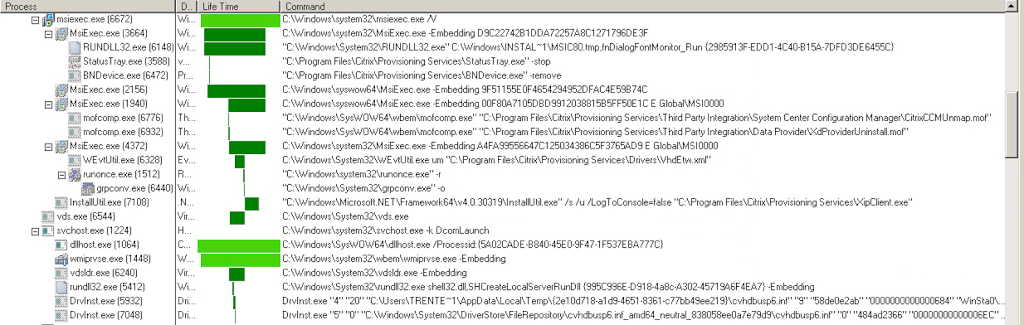 Process D... Life Time Command
msiexec.exe (6672) Wi... C:\Windows\system32\msiexec.exe /V
MsiExec.exe (3664) Wi... C:\Windows\System32\MsiExec.exe -Embedding D9C22742B1DDA72257A8C1271796DE3F
RUNDLL32.exe (6148) Wi... "C:\Windows\System32\RUNDLL32.exe" C:\Windows\INSTAL~1\MSIC80.tmp,fnDialogFontMonitor_Run {2985913F-EDD1-4C40-B15A-7DFD3DE6455C}
StatusTray.exe (3588) v... "C:\Program Files\Citrix\Provisioning Services\StatusTray.exe" -stop
BNDevice.exe (6472) Pr... "C:\Program Files\Citrix\Provisioning Services\BNDevice.exe" -remove
MsiExec.exe (2156) Wi... C:\Windows\syswow64\MsiExec.exe -Embedding 9F51155E0F4654294952DFAC4E59B74C
MsiExec.exe (1940) Wi... C:\Windows\syswow64\MsiExec.exe -Embedding 00F80A7105DBD9912038815B5FF50E1C E Global\MSI0000
mofcomp.exe (6776) Th... "C:\Windows\SysWOW64\wbem\mofcomp.exe" "C:\Program Files\Citrix\Provisioning Services\Third Party Integration\System Center Configuration Manager\CitrixCCMUnmap.mof"
mofcomp.exe (6932) Th... "C:\Windows\SysWOW64\wbem\mofcomp.exe" "C:\Program Files\Citrix\Provisioning Services\Third Party Integration\Data Provider\XdProviderUninstall.mof"
MsiExec.exe (4372) Wi... C:\Windows\System32\MsiExec.exe -Embedding A4FA99556647C125034386C5F3765AD9 E Global\MSI0000
WEvtUtil.exe (6328) Ev... "C:\Windows\System32\WEvtUtil.exe um "C:\Program Files\Citrix\Provisioning Services\Drivers\VhdEtw.xml"
runonce.exe (1512) R... "C:\Windows\system32\runonce.exe" -r
grpconv.exe (6440) Wi... "C:\Windows\System32\grpconv.exe" -o
InstallUtil.exe (7108) .N... "C:\Windows\Microsoft.NET\Framework64\v4.0.30319\InstallUtil.exe" /s /u /LogToConsole=false "C:\Program Files\Citrix\Provisioning Services\XipClient.exe"
vds.exe (6544) Vir... C:\Windows\System32\vds.exe
svchost.exe (1224) H... C:\Windows\system32\svchost.exe -k DcomLaunch
dllhost.exe (1064) C... C:\Windows\SysWOW64\dllhost.exe /Processid:{5A02CADE-B840-45E0-9F47-1F537EBA777C}
wmiprvse.exe (1448) W... C:\Windows\system32\wbem\wmiprvse.exe -Embedding
vdsldr.exe (6240) Vir... C:\Windows\System32\vdsldr.exe -Embedding
rundll32.exe (5412) Wi... C:\Windows\system32\rundll32.exe shell32.dll,SHCreateLocalServerRunDll {995C996E-D918-4a8c-A302-45719A6F4EA7} -Embedding
DrvInst.exe (5932) Dri... DrvInst.exe "4" "20" "C:\Users\TRENTE~1\AppData\Local\Temp\{2e10d718-a1d9-4651-8361-c77bb49ee219}\cvhdbusp6.inf" "9" "58de0e2ab" "0000000000000684" "WinSta0\...
DrvInst.exe (7048) Dri... DrvInst.exe "5" "0" "C:\Windows\System32\DriverStore\FileRepository\cvhdbusp6.inf_amd64_neutral_838058ee0a7e79d9\cvhdbusp6.inf" "0" "484ad2366" "00000000000006EC" ...